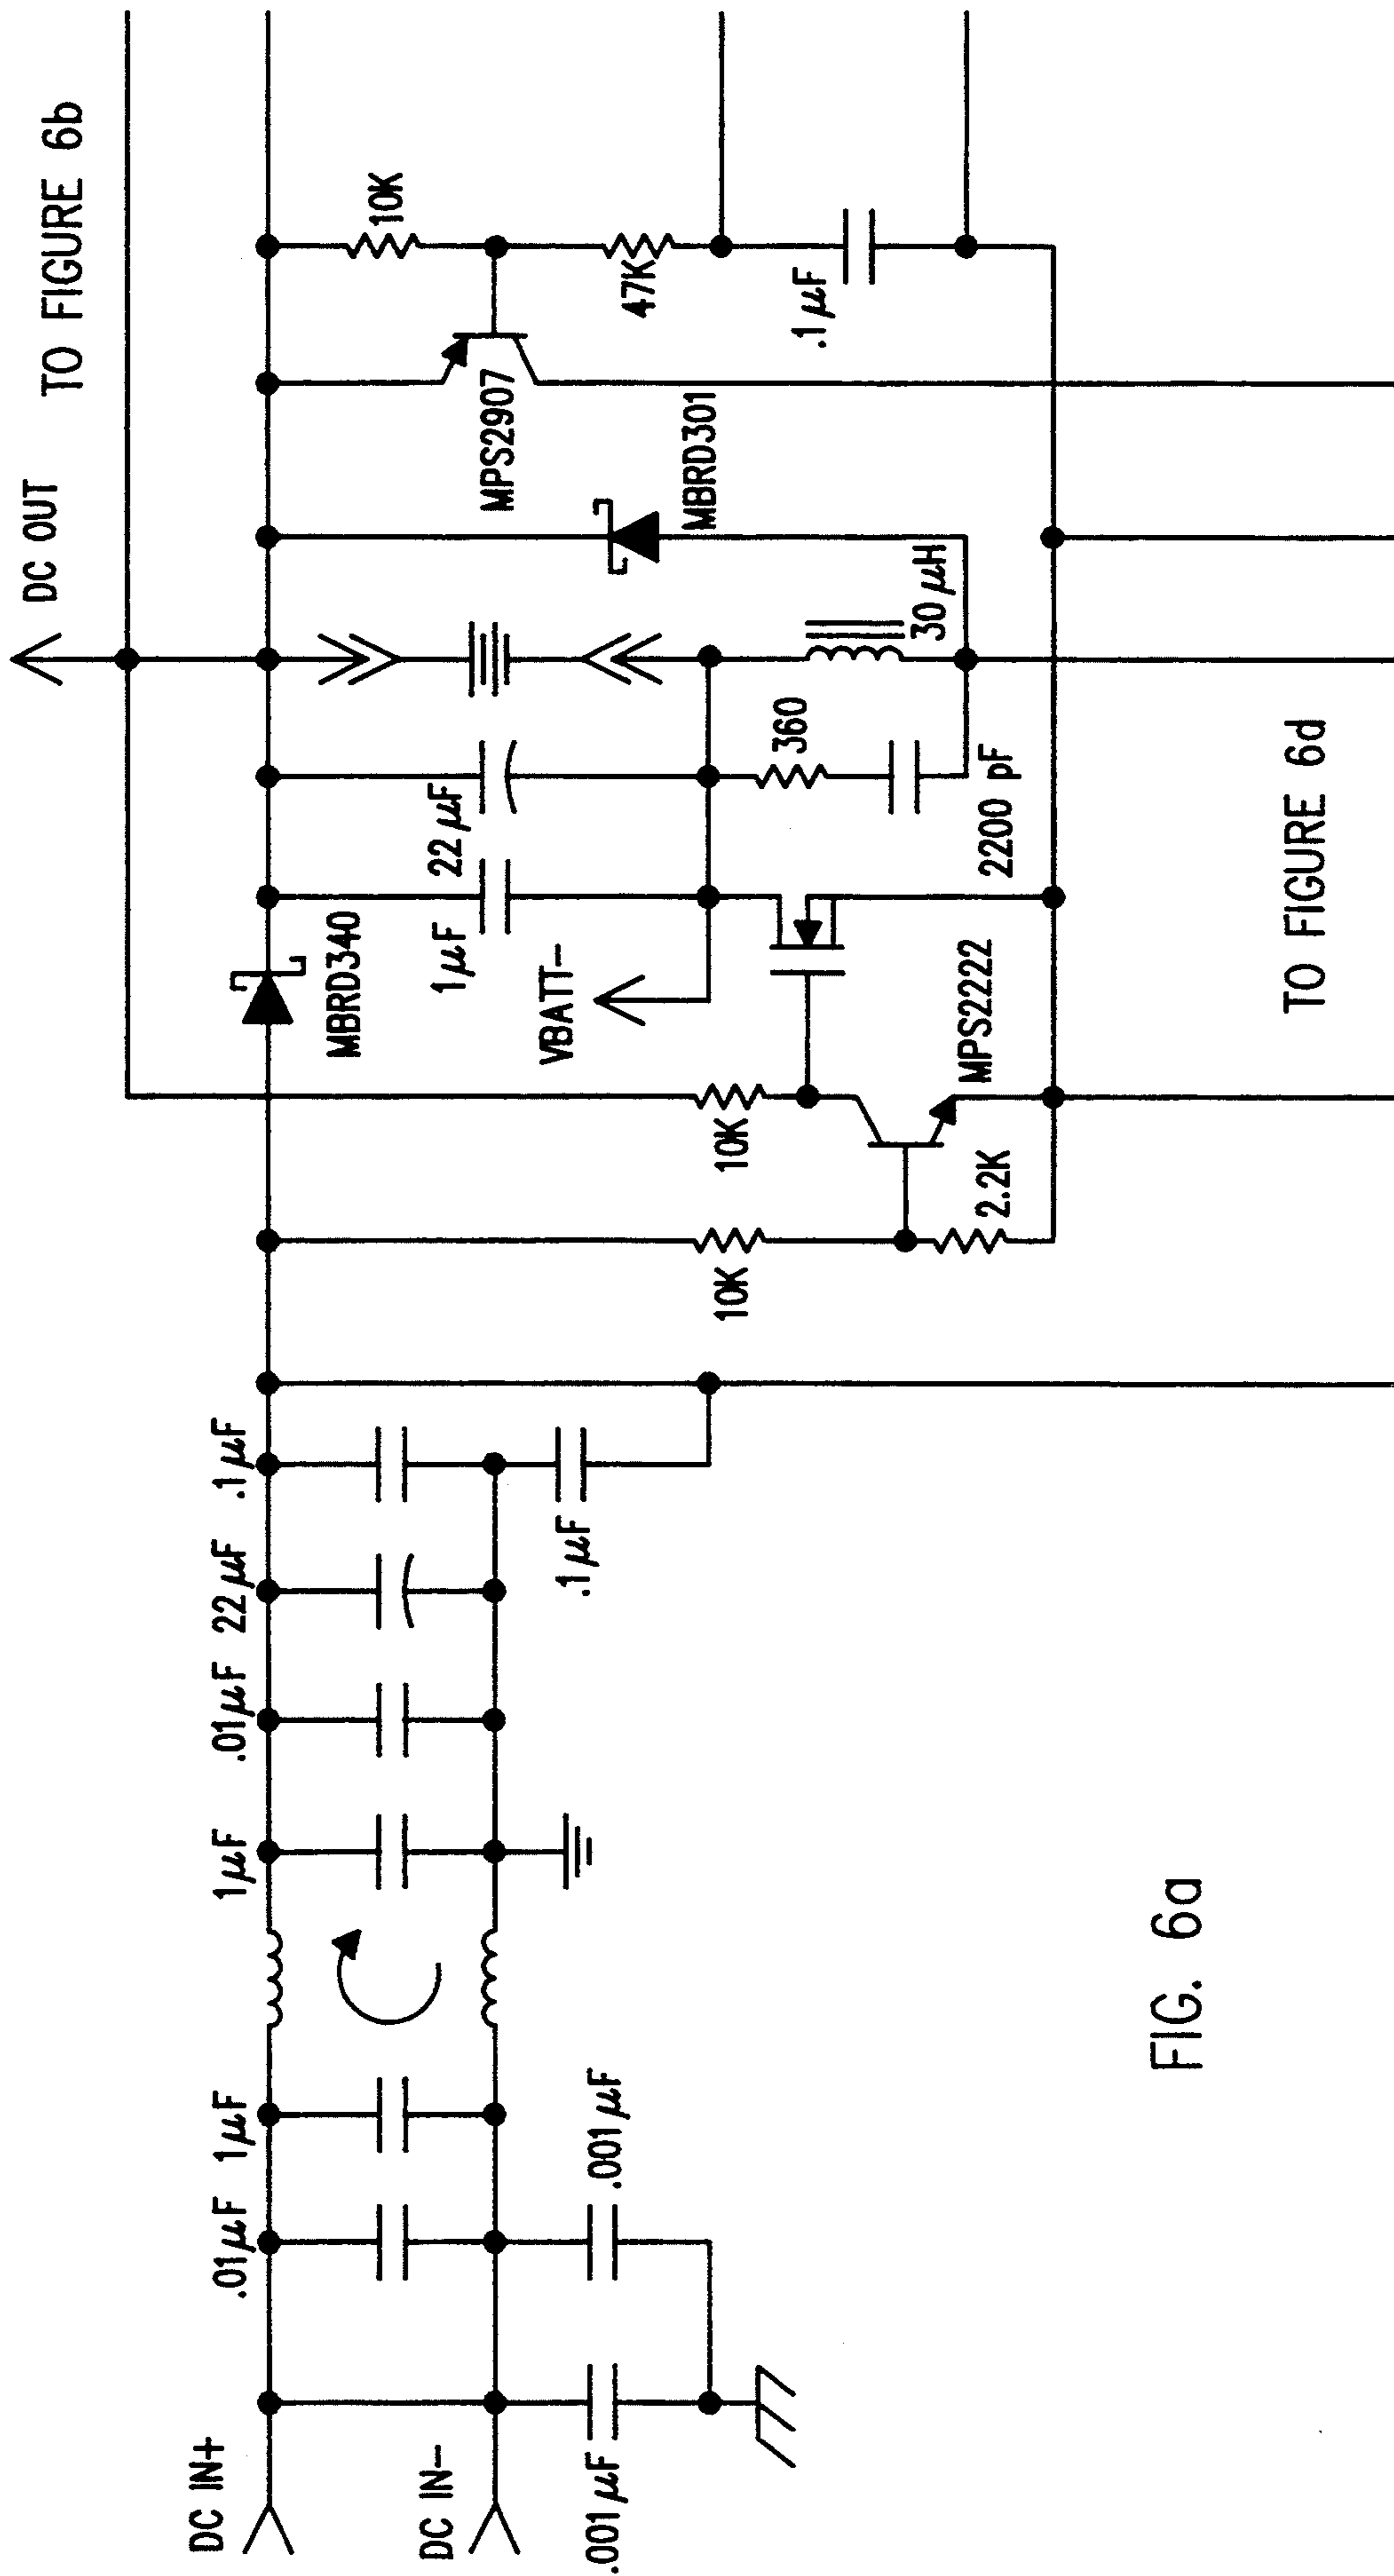 DC OUT
TO FIGURE 6b
DC IN+
.01µF
1µF
1µF
.01µF
22µF
.1µF
MBRD340
1µF
22µF
10K
MPS2907
47K
MBRD301
.1µF
DC IN-
.001µF
.001µF
.1µF
VBATT-
10K
10K
360
30µH
2.2K
MPS2222
2200 pF
TO FIGURE 6d
FIG. 6a